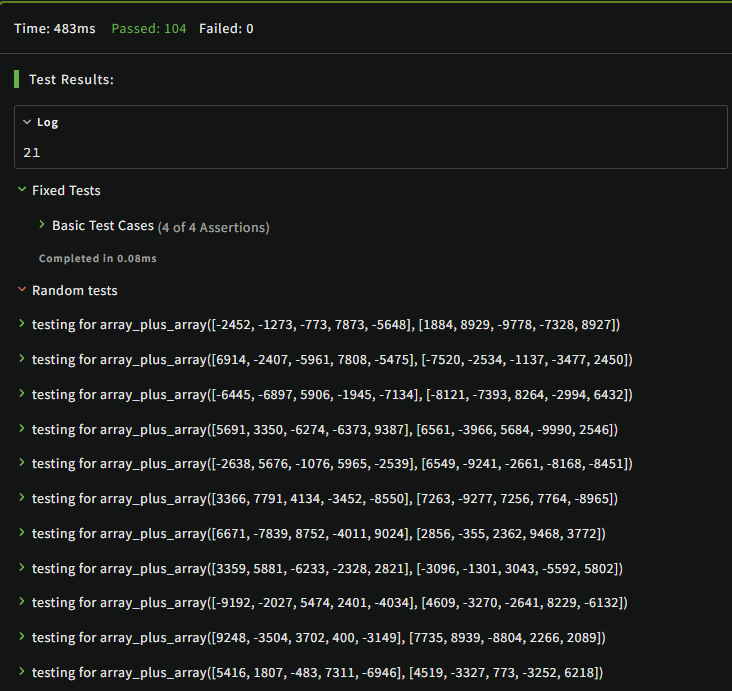 Time: 483ms Passed: 104 Failed: 0
Test Results:
Log
21
Fixed Tests
Basic Test Cases (4 of 4 Assertions)
Completed in 0.08ms
Random tests
testing for array_plus_array([-2452, -1273, -773, 7873, -5648], [1884, 8929, -9778, -7328, 8927])
testing for array_plus_array([6914, -2407, -5961, 7808, -5475], [-7520, -2534, -1137, -3477, 2450])
testing for array_plus_array([-6445, -6897, 5906, -1945, -7134], [-8121, -7393, 8264, -2994, 6432])
testing for array_plus_array([5691, 3350, -6274, -6373, 9387], [6561, -3966, 5684, -9990, 2546])
testing for array_plus_array([-2638, 5676, -1076, 5965, -2539], [6549, -9241, -2661, -8168, -8451])
testing for array_plus_array([3366, 7791, 4134, -3452, -8550], [7263, -9277, 7256, 7764, -8965])
testing for array_plus_array([6671, -7839, 8752, -4011, 9024], [2856, -355, 2362, 9468, 3772])
testing for array_plus_array([3359, 5881, -6233, -2328, 2821], [-3096, -1301, 3043, -5592, 5802])
testing for array_plus_array([-9192, -2027, 5474, 2401, -4034], [4609, -3270, -2641, 8229, -6132])
testing for array_plus_array([9248, -3504, 3702, 400, -3149], [7735, 8939, -8804, 2266, 2089])
testing for array_plus_array([5416, 1807, -483, 7311, -6946], [4519, -3327, 773, -3252, 6218])